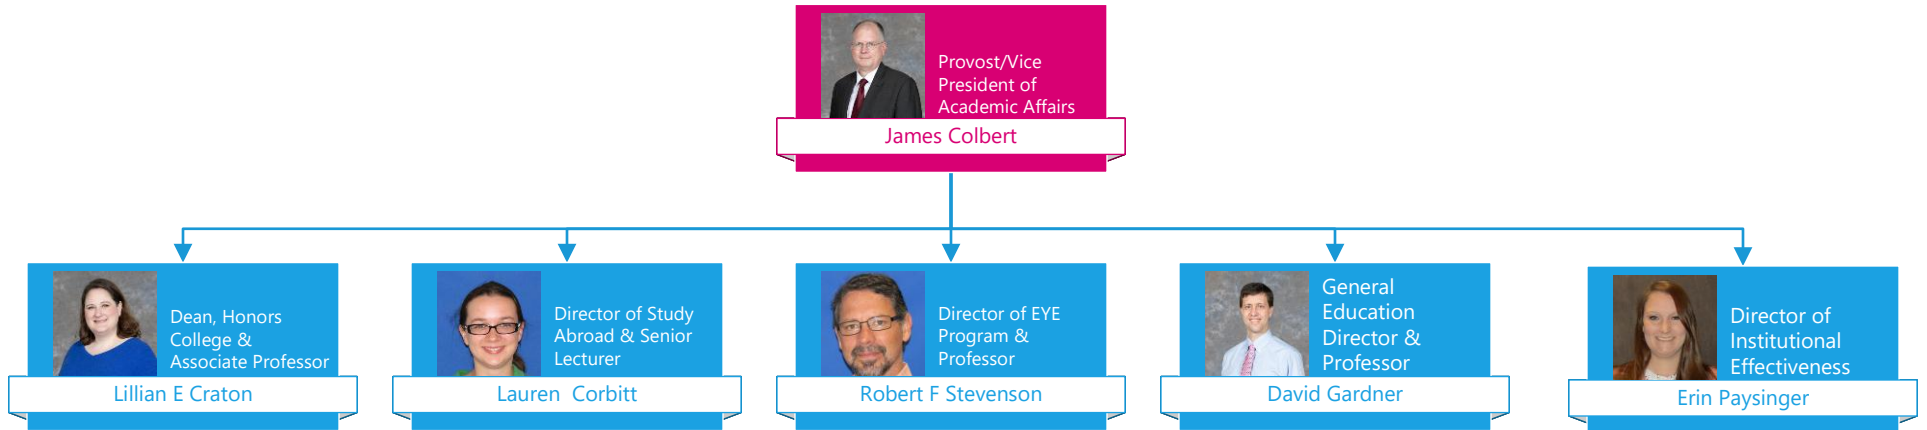 Provost/Vice
President of
Academic Affairs
James Colbert
Dean, Honors
College &
Associate Professor
Lillian E Craton
Director of Study
Abroad & Senior
Lecturer
Lauren  Corbitt
Director of EYE
Program &
Professor
Robert F Stevenson
General
Education
Director &
Professor
David Gardner
Director of
Institutional
Effectiveness
Erin Paysinger